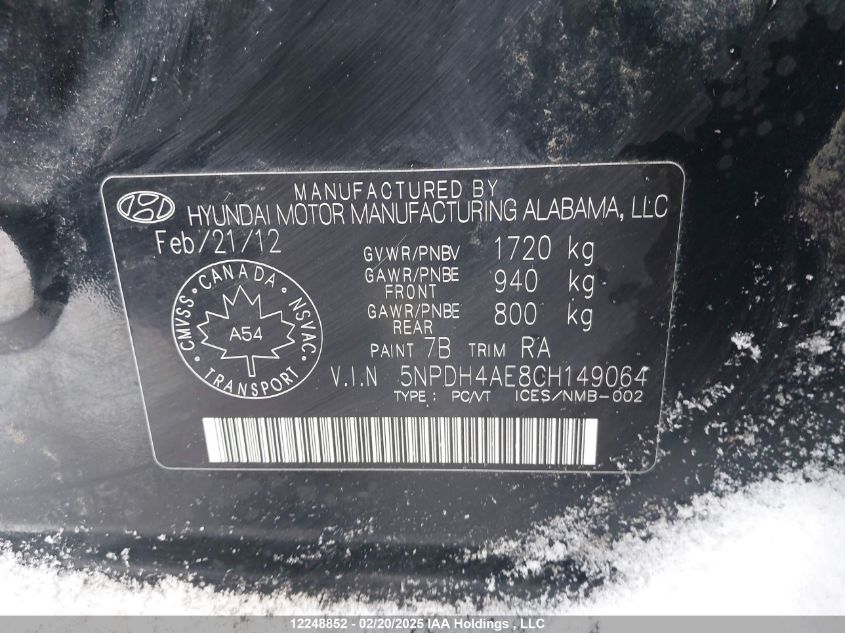 MANUFACTURED BY
HYUNDAI MOTOR MANUFACTURING ALABAMA, LLC
Feb/21/12
GVWR/PNBV 1720 kg
GAWR/PNBE FRONT 940 kg
GAWR/PNBE REAR 800 kg
CMVSS • CANADA • NSVAC • TRANSPORT •
A54
PAINT 7B TRIM RA
V.I.N 5NPDH4AE8CH149064
TYPE : PC/VT ICES/NMB-002
12248852 - 02/20/2025 IAA Holdings , LLC